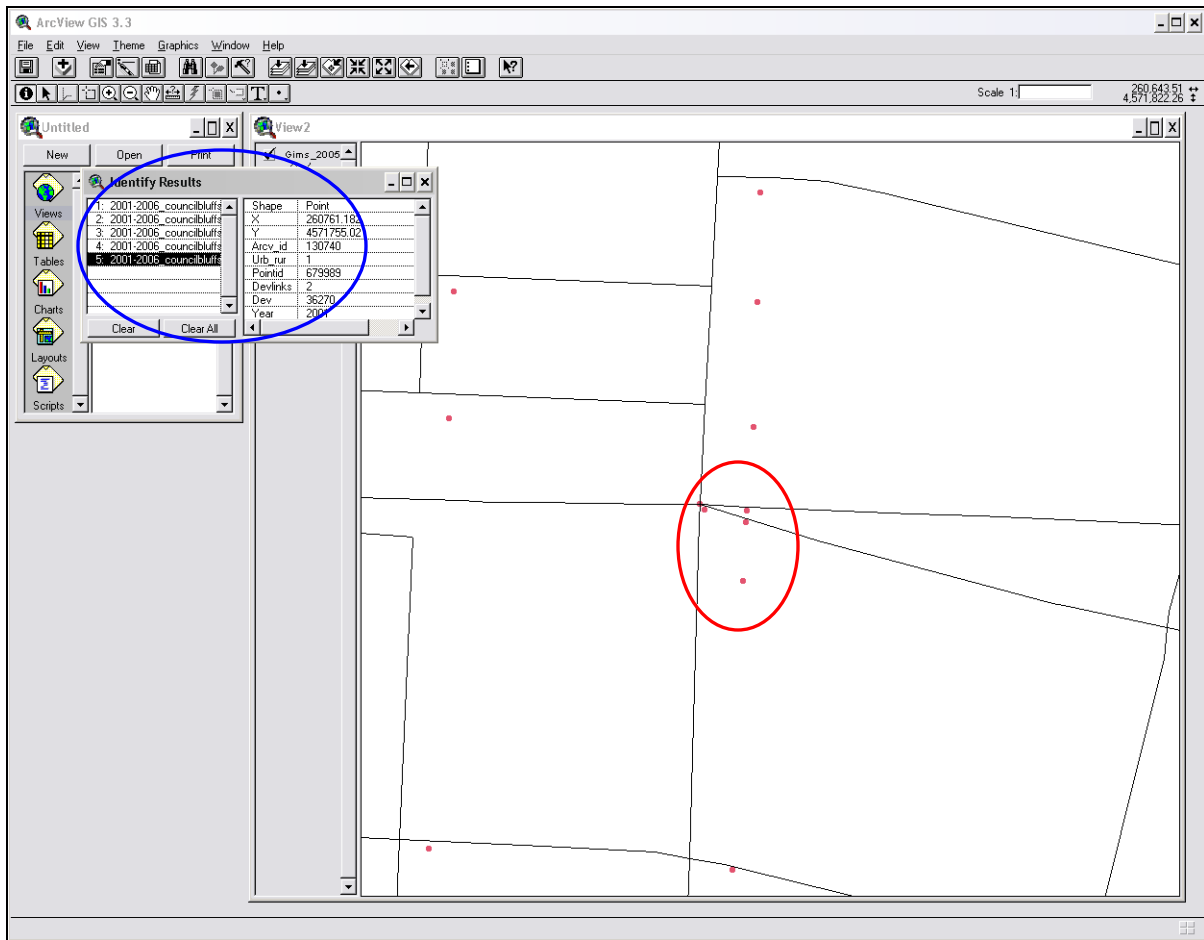 ArcView GIS 3.3
File Edit View Theme Graphics Window Help
T
Scale 1:
260,643.51
4,571,822.26
Untitled
New Open Print
Views
Tables
Charts
Layouts
Scripts
View2
Gims_2005
Identify Results
1: 2001-2006_councilbluffs
2: 2001-2006_councilbluffs
3: 2001-2006_councilbluffs
4: 2001-2006_councilbluffs
5: 2001-2006_councilbluffs
Shape Point
X 260761.182
Y 4571755.02
Arcv_id 130740
Urb_rur 1
Pointid 679989
Devlinks 2
Dev 36270
Year 2001
Clear Clear All